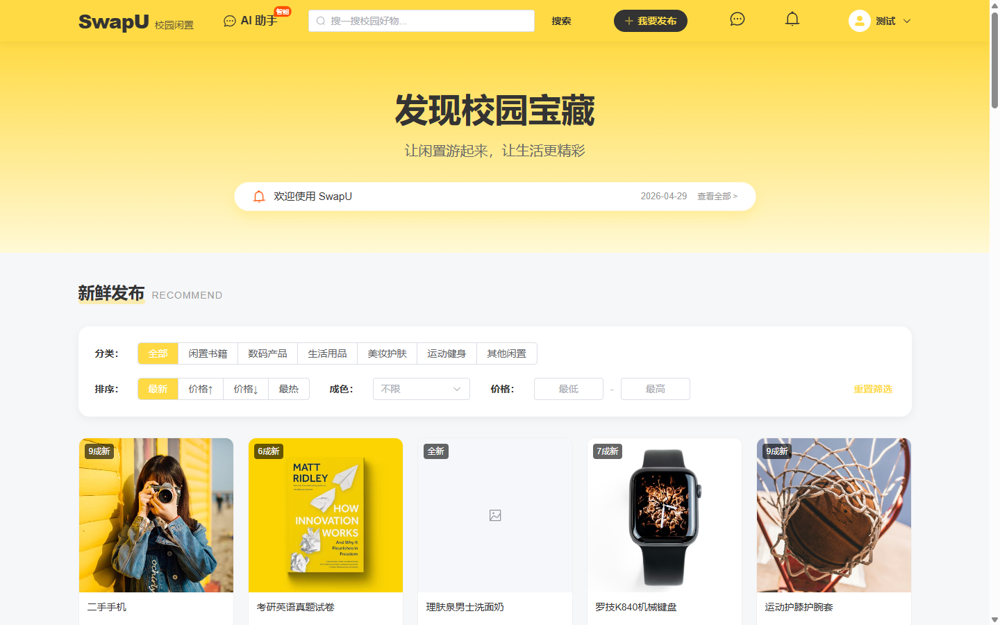 SwapU 校园闲置 AI 助手 智能 搜一搜校园好物... 搜索 我要发布 测试
发现校园宝藏
让闲置游起来，让生活更精彩
欢迎使用 SwapU 2026-04-29 查看全部 >
新鲜发布 RECOMMEND
分类： 全部 闲置书籍 数码产品 生活用品 美妆护肤 运动健身 其他闲置
排序： 最新 价格↑ 价格↓ 最热 成色： 不限 价格： 最低 - 最高 重置筛选
9成新 6成新 全新 7成新 9成新
MATT
RIDLEY
HOW
INNOVATION
WORKS
And Why It
Flourishes in
Freedom
二手手机 考研英语真题试卷 理肤泉男士洗面奶 罗技K840机械键盘 运动护膝护腕套